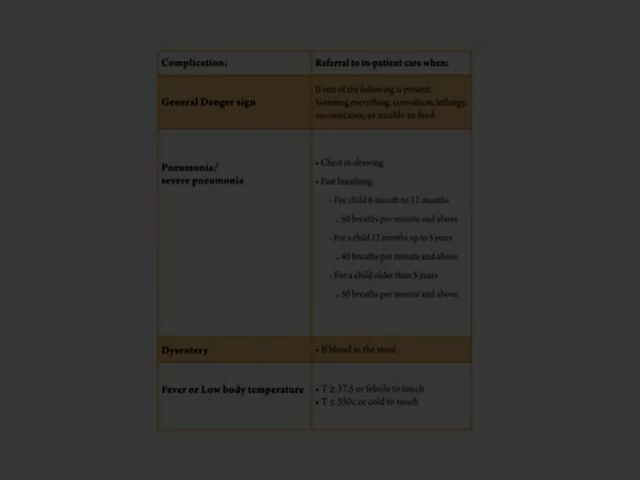 Complication:
Referral to in-patient care when:
General Danger sign
If one of the following is present:
Vomiting everything, convulsion, lethargy,
unconscious, or unable to feed
Pneumonia/
severe pneumonia
• Chest in-drawing
• Fast breathing:
- For child 6 month to 12 months
. 50 breaths per minute and above
- For a child 12 months up to 5 years
. 40 breaths per minute and above
- For a child older than 5 years
. 30 breaths per minute and above
Dysentery
• If blood in the stool
Fever or Low body temperature
• T ≥ 37.5 or febrile to touch
• T ≤ 350c or cold to touch